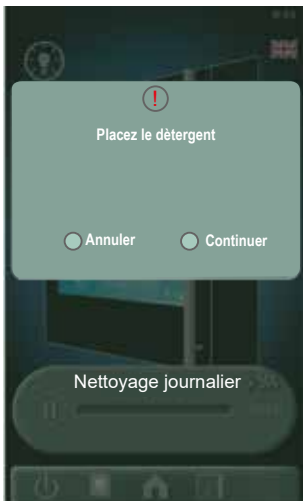 !
Placez le dètergent
Annuler
Continuer
Nettoyage journalier